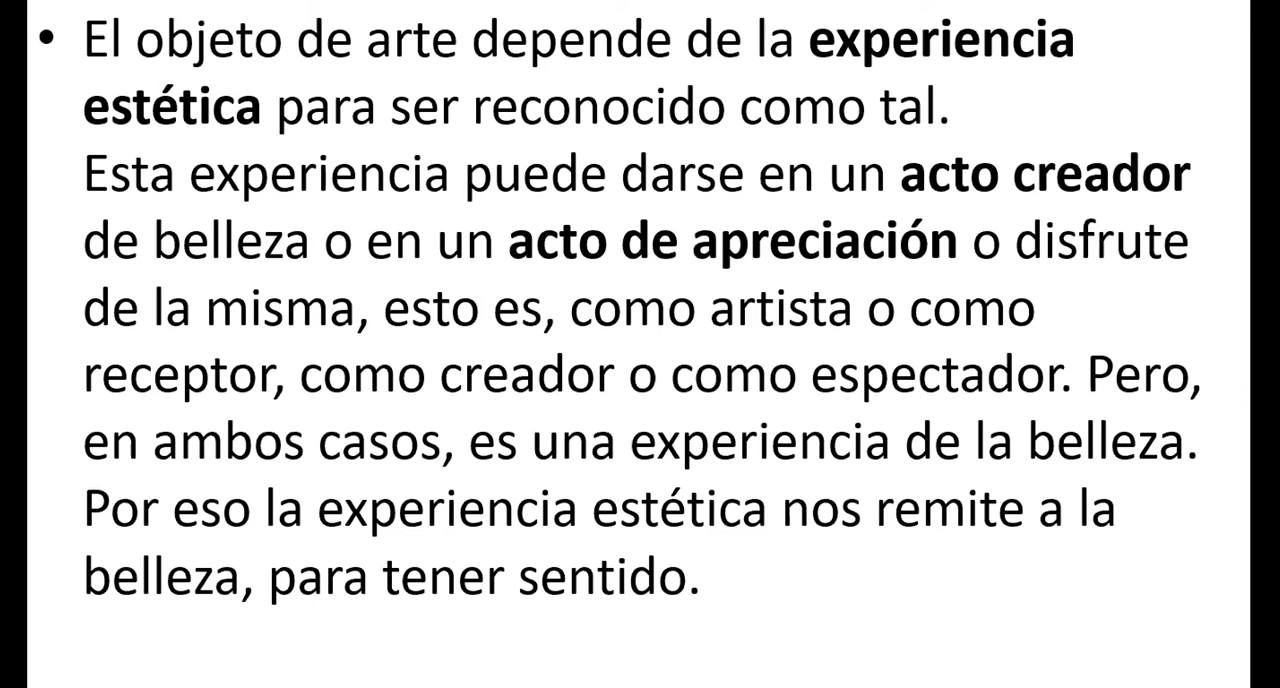 • El objeto de arte depende de la experiencia
estética para ser reconocido como tal.
Esta experiencia puede darse en un acto creador
de belleza o en un acto de apreciación o disfrute
de la misma, esto es, como artista o como
receptor, como creador o como espectador. Pero,
en ambos casos, es una experiencia de la belleza.
Por eso la experiencia estética nos remite a la
belleza, para tener sentido.